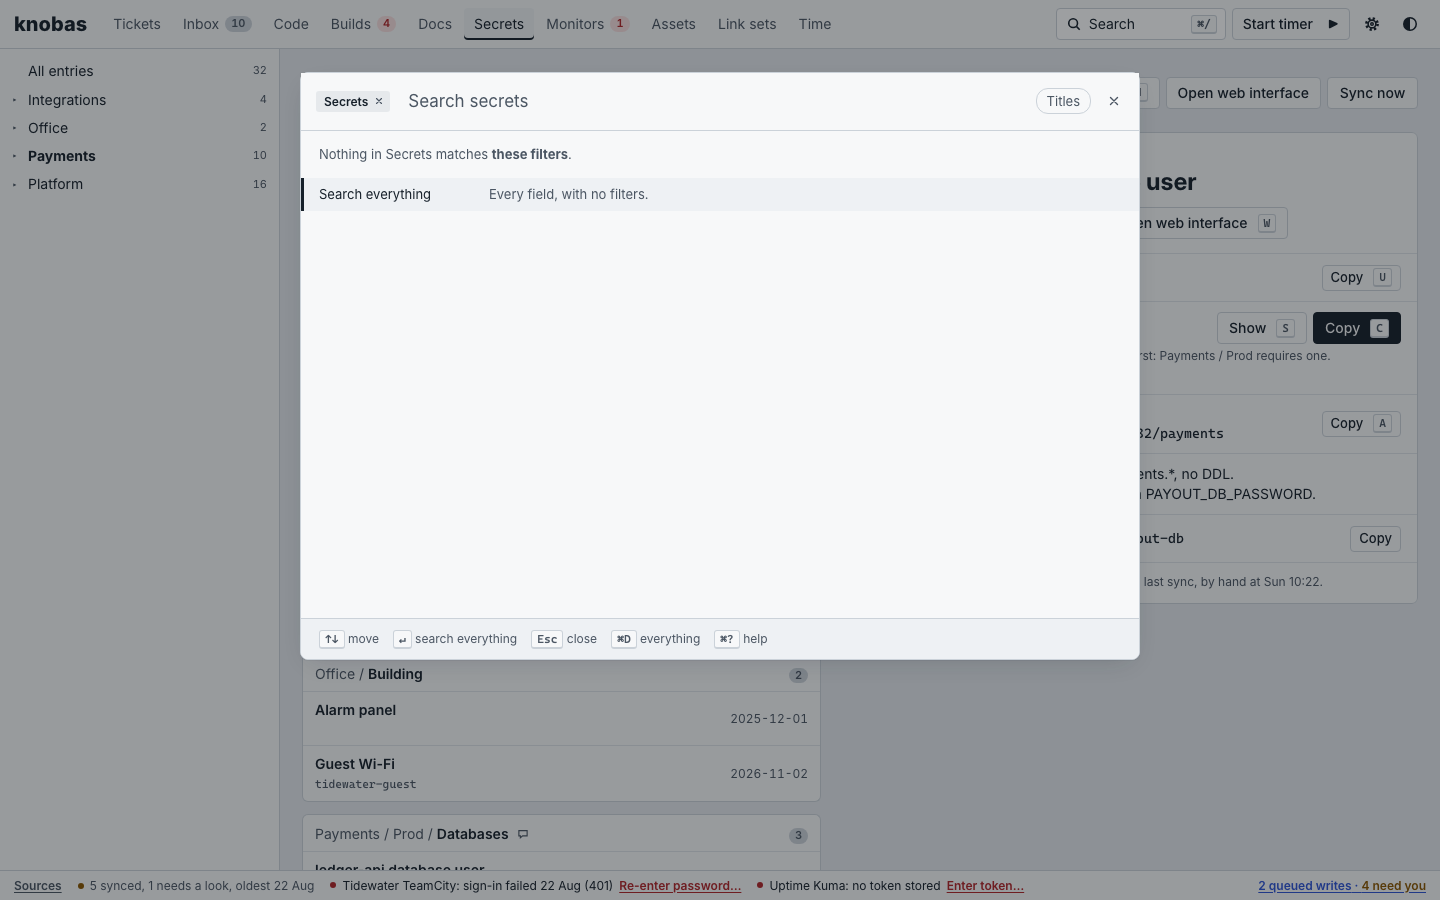 knobas Tickets Inbox 10 Code Builds 4 Docs Secrets Monitors 1 Assets Link sets Time Search ⌘/ Start timer
All entries 32
Integrations 4
Office 2
Payments 10
Platform 16
Open web interface Sync now
Secrets × Search secrets Titles ×
Nothing in Secrets matches these filters.
Search everything Every field, with no filters.
user
en web interface W
Copy U
Show S Copy C
rst: Payments / Prod requires one.
Copy A
32/payments
ents.*, no DDL.
PAYOUT_DB_PASSWORD.
out-db Copy
last sync, by hand at Sun 10:22.
↑↓ move ↵ search everything Esc close ⌘D everything ⌘? help
Office / Building 2
Alarm panel
2025-12-01
Guest Wi-Fi
tidewater-guest
2026-11-02
Payments / Prod / Databases 3
ledger-api database user
Sources 5 synced, 1 needs a look, oldest 22 Aug Tidewater TeamCity: sign-in failed 22 Aug (401) Re-enter password... Uptime Kuma: no token stored Enter token... 2 queued writes · 4 need you